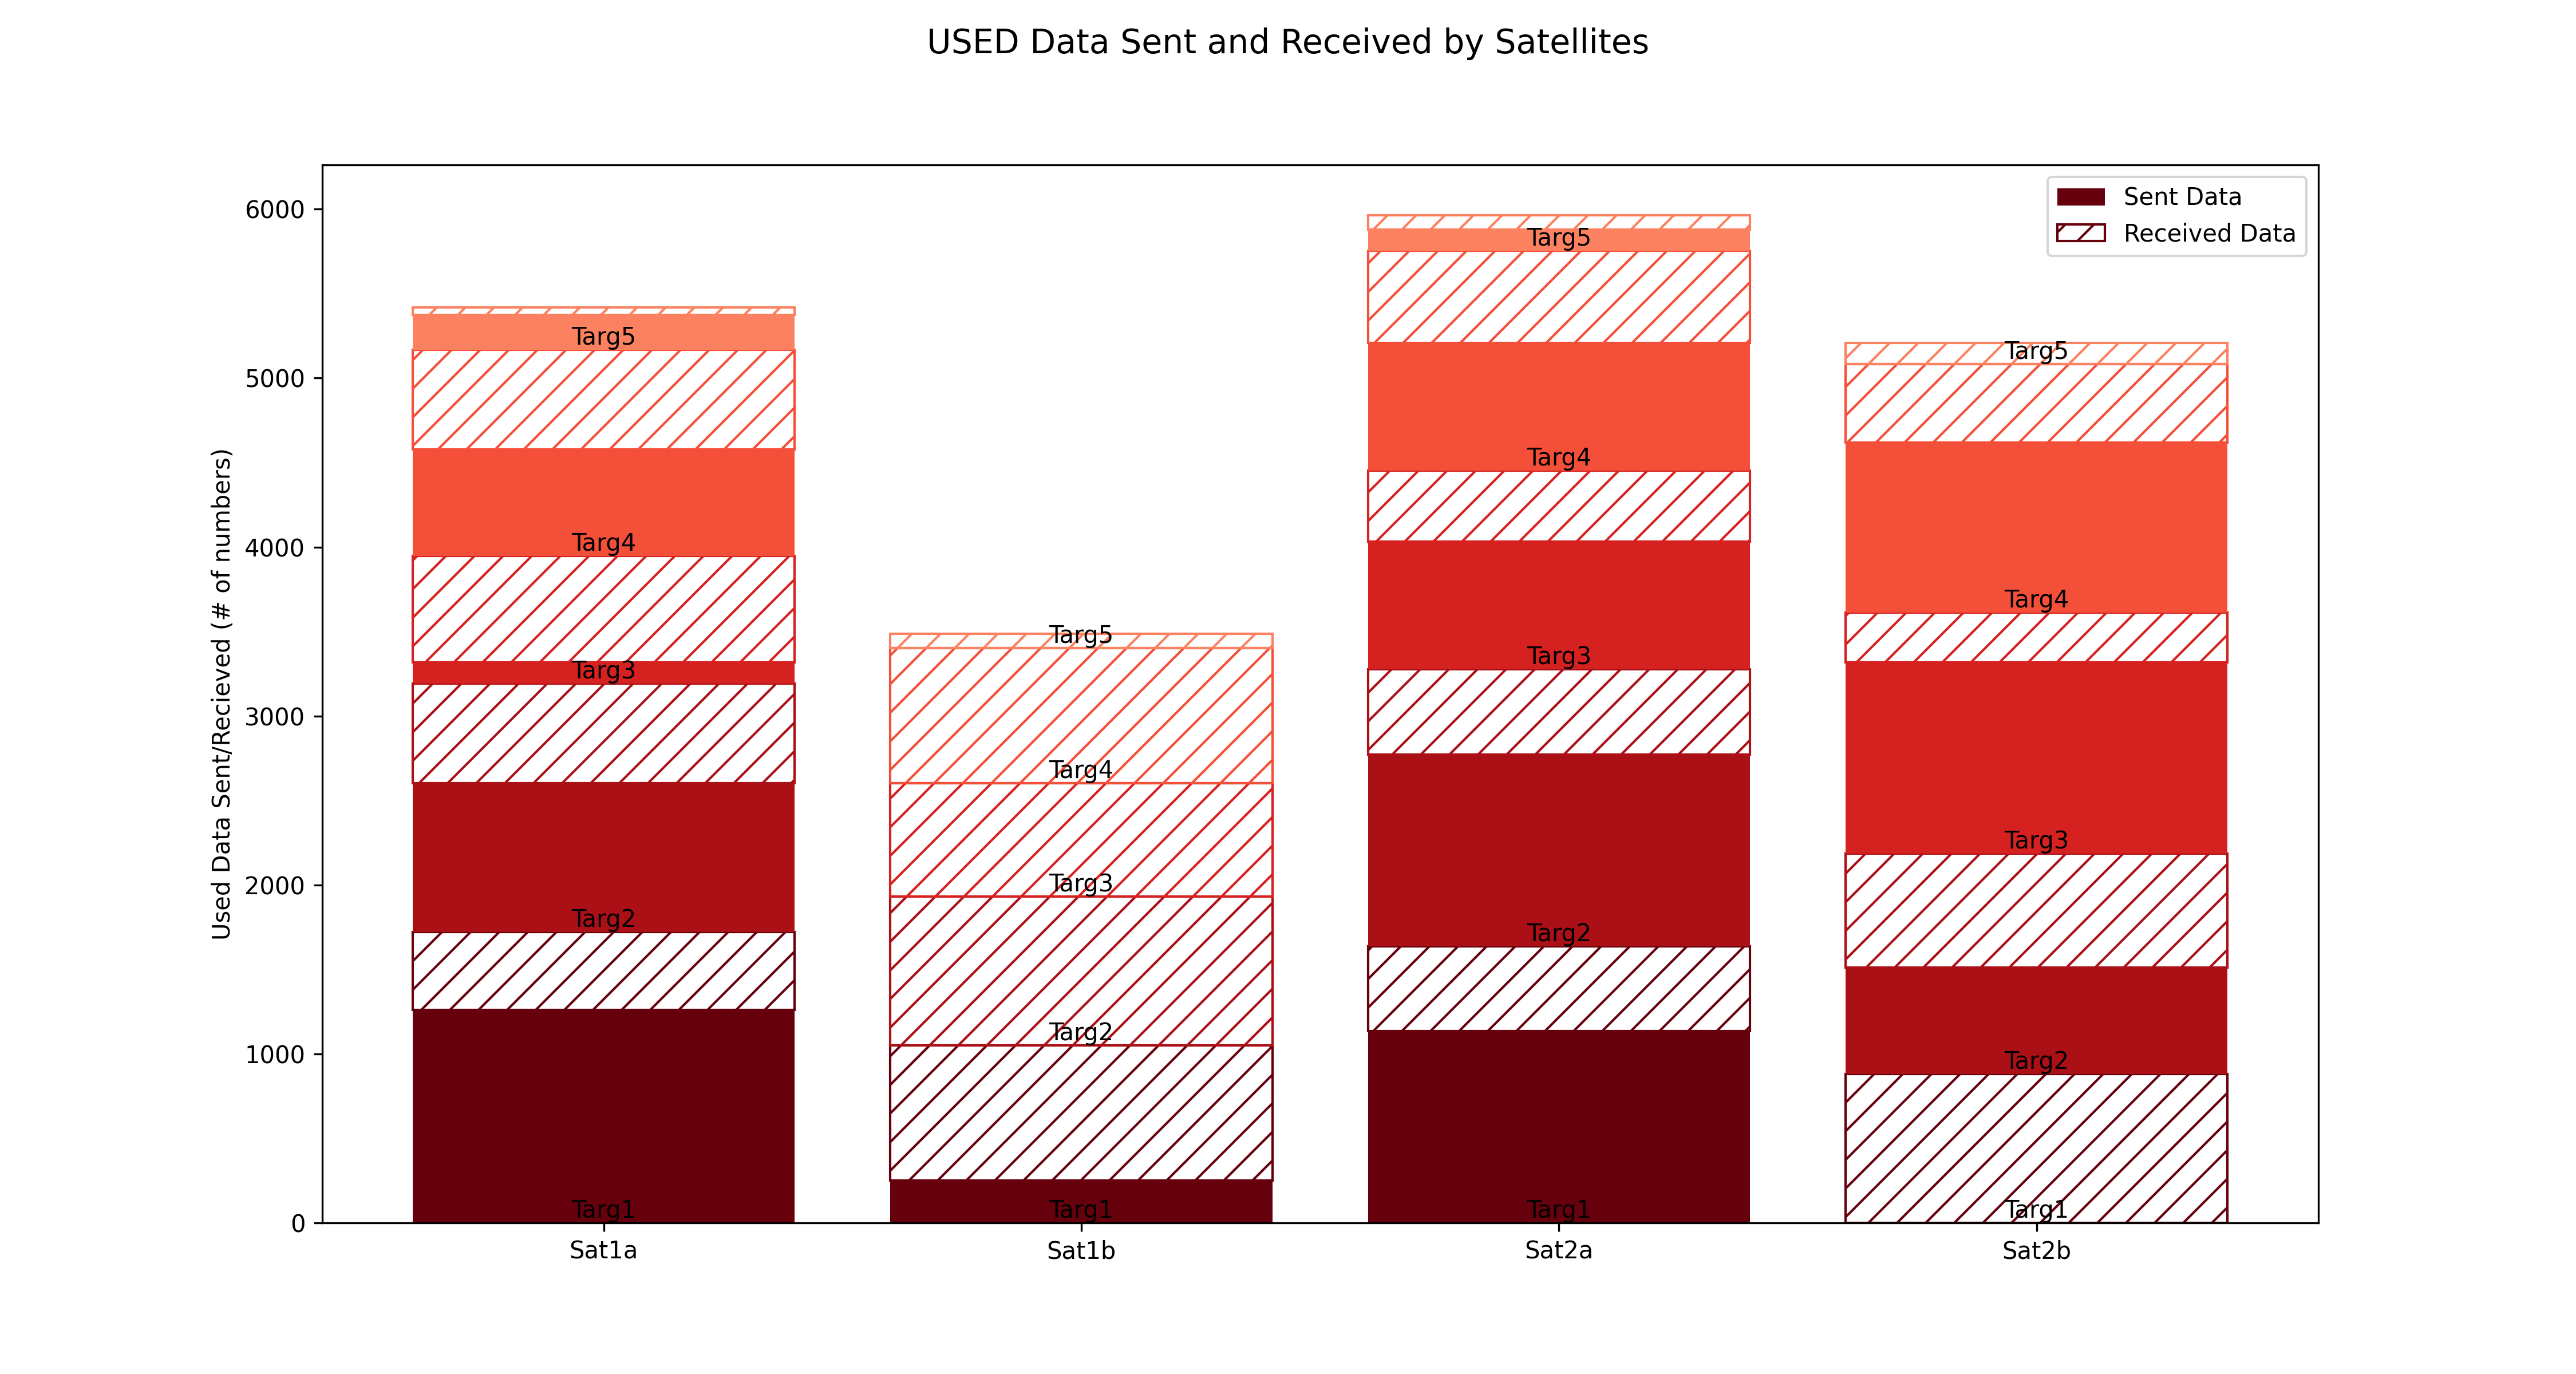 USED Data Sent and Received by Satellites
Used Data Sent/Recieved (# of numbers)
6000
5000
4000
3000
2000
1000
0
Sent Data
Received Data
Targ5
Targ4
Targ3
Targ2
Targ1
Targ5
Targ4
Targ3
Targ2
Targ1
Targ5
Targ4
Targ3
Targ2
Targ1
Targ5
Targ4
Targ3
Targ2
Targ1
Sat1a
Sat1b
Sat2a
Sat2b